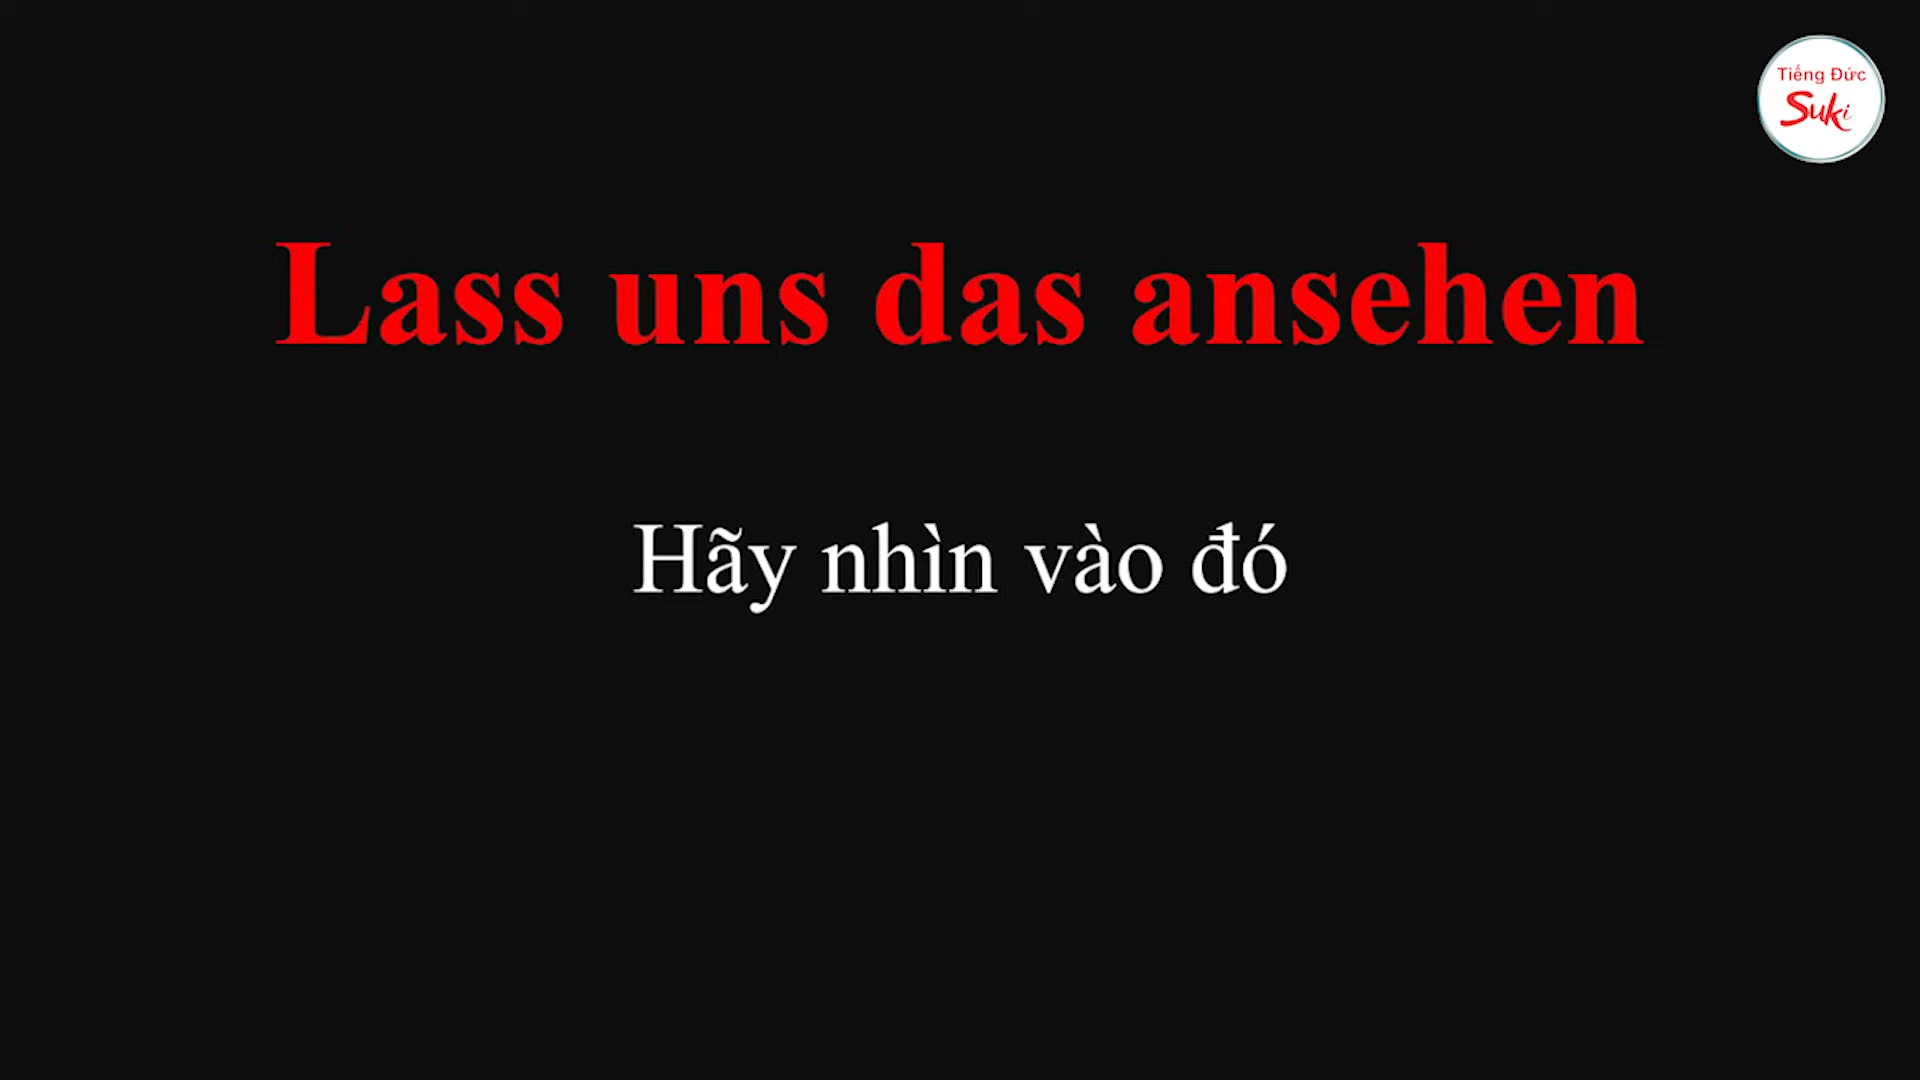 Tiếng Đức
Suki
Lass uns das ansehen
Hãy nhìn vào đó